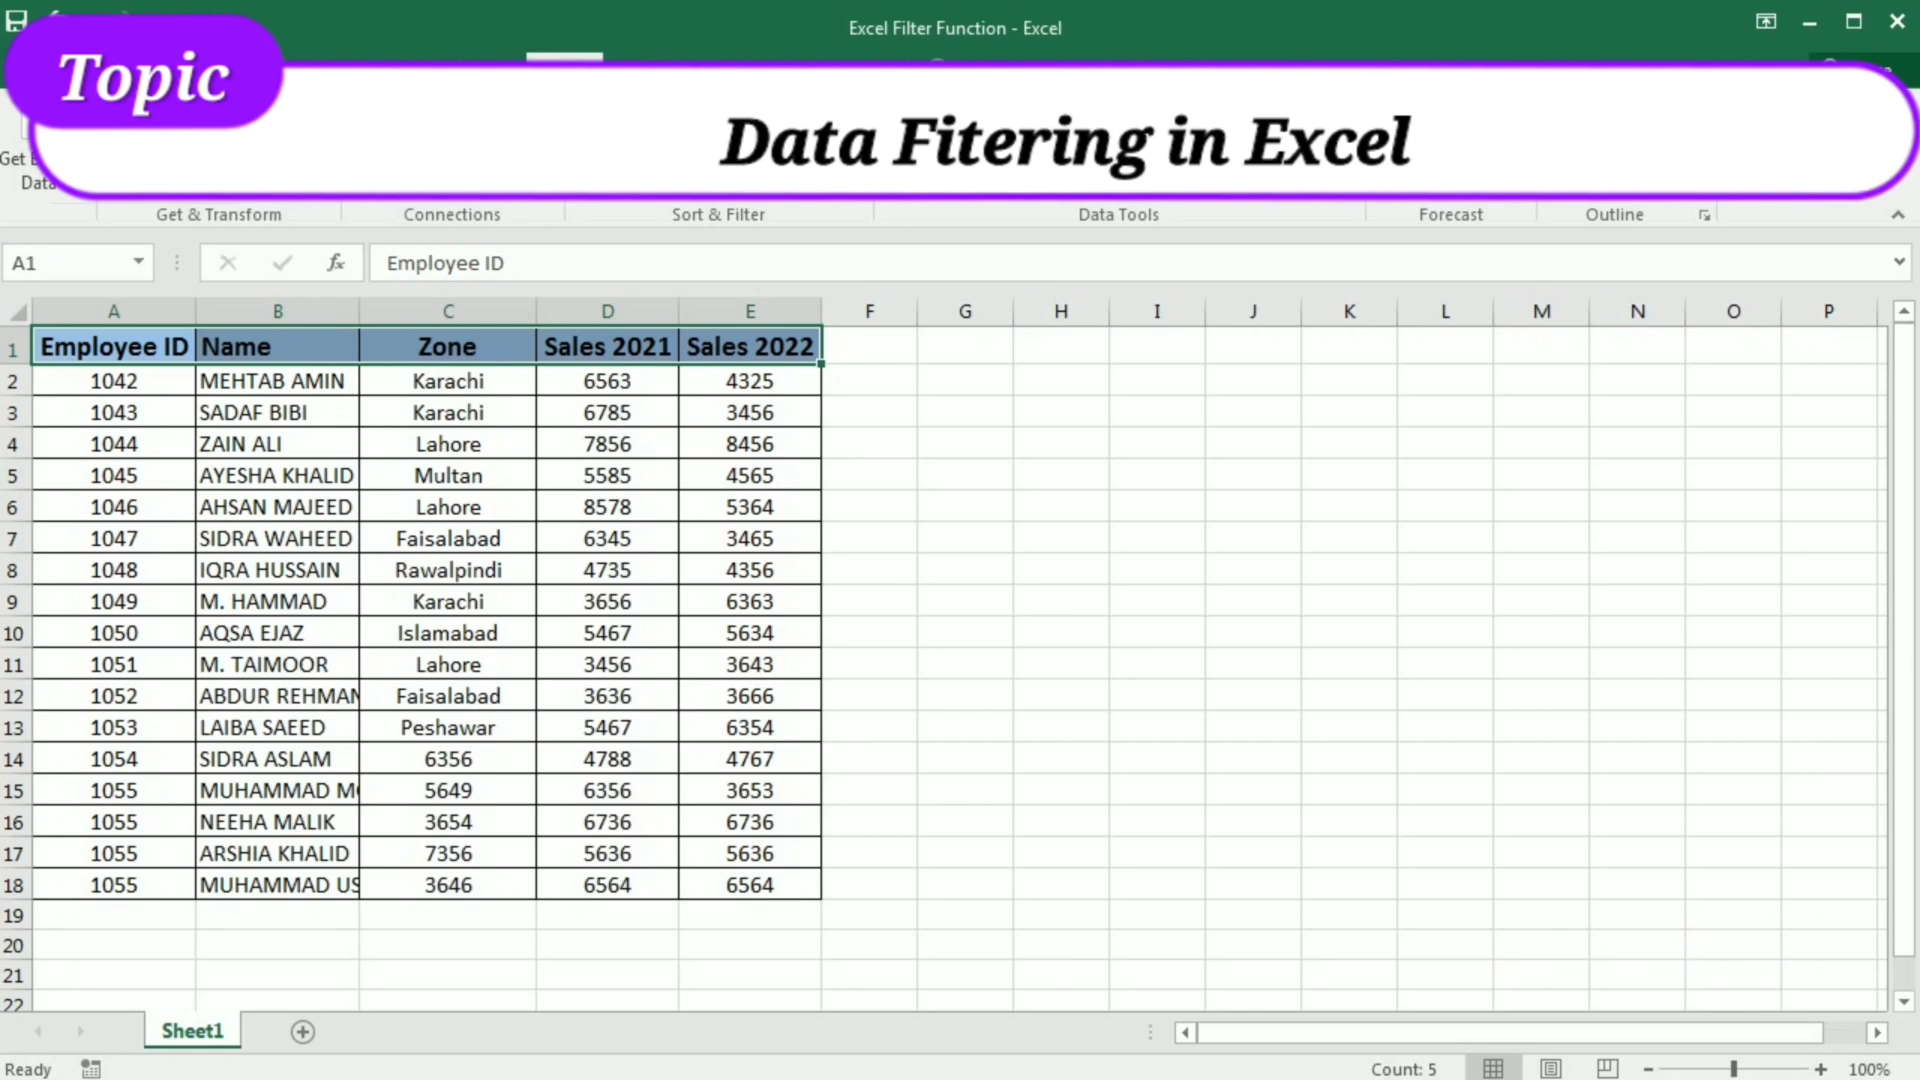 Excel Filter Function - Excel
Topic
Data Fitering in Excel
Get
Data
Get & Transform Connections Sort & Filter Data Tools Forecast Outline
A1 fx Employee ID
A B C D E F G H I J K L M N O P
1 Employee ID Name Zone Sales 2021 Sales 2022
2 1042 MEHTAB AMIN Karachi 6563 4325
3 1043 SADAF BIBI Karachi 6785 3456
4 1044 ZAIN ALI Lahore 7856 8456
5 1045 AYESHA KHALID Multan 5585 4565
6 1046 AHSAN MAJEED Lahore 8578 5364
7 1047 SIDRA WAHEED Faisalabad 6345 3465
8 1048 IQRA HUSSAIN Rawalpindi 4735 4356
9 1049 M. HAMMAD Karachi 3656 6363
10 1050 AQSA EJAZ Islamabad 5467 5634
11 1051 M. TAIMOOR Lahore 3456 3643
12 1052 ABDUR REHMAN Faisalabad 3636 3666
13 1053 LAIBA SAEED Peshawar 5467 6354
14 1054 SIDRA ASLAM 6356 4788 4767
15 1055 MUHAMMAD 5649 6356 3653
16 1055 NEEHA MALIK 3654 6736 6736
17 1055 ARSHIA KHALID 7356 5636 5636
18 1055 MUHAMMAD US 3646 6564 6564
19
20
21
22
Sheet1
Ready Count: 5 100%